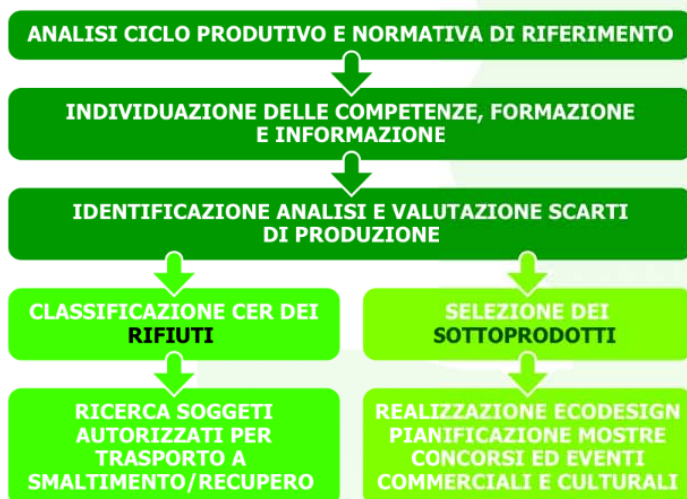 ANALISI CICLO PRODUTIVO E NORMATIVA DI RIFERIMENTO
INDIVIDUAZIONE DELLE COMPETENZE, FORMAZIONE
E INFORMAZIONE
IDENTIFICAZIONE ANALISI E VALUTAZIONE SCARTI
DI PRODUZIONE
CLASSIFICAZIONE CER DEI
RIFIUTI
SELEZIONE DEI
SOTTOPRODOTTI
RICERCA SOGGETI
AUTORIZZATI PER
TRASPORTO A
SMALTIMENTO/RECUPERO
REALIZZAZIONE ECODESIGN
PIANIFICAZIONE MOSTRE
CONCORSI ED EVENTI
COMMERCIALI E CULTURALI